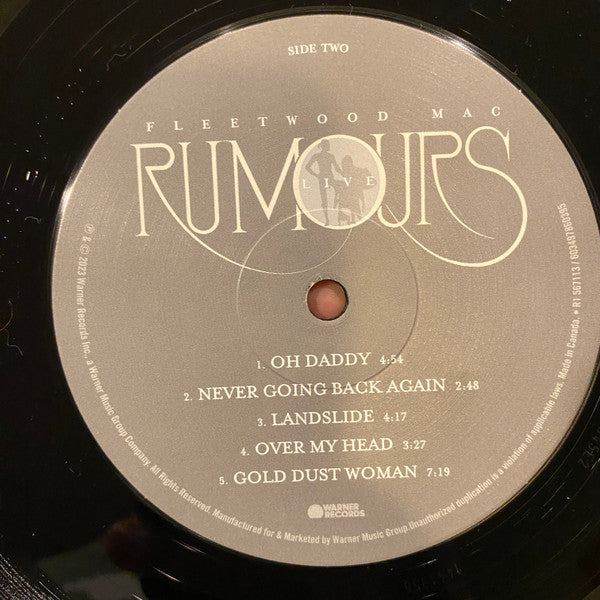 SIDE TWO
FLEETWOOD MAC
RUMOURS
LIVE
1. OH DADDY 4:54
2. NEVER GOING BACK AGAIN 2:48
3. LANDSLIDE 4:17
4. OVER MY HEAD 3:27
5. GOLD DUST WOMAN 7:19
WARNER
RECORDS
℗ & © 2023 Warner Records Inc., a Warner Music Group Company. All Rights Reserved. Manufactured for & Marketed by Warner Music Group. Unauthorized duplication is a violation of applicable laws. Made in Canada. • R1 567113 / 603497860395